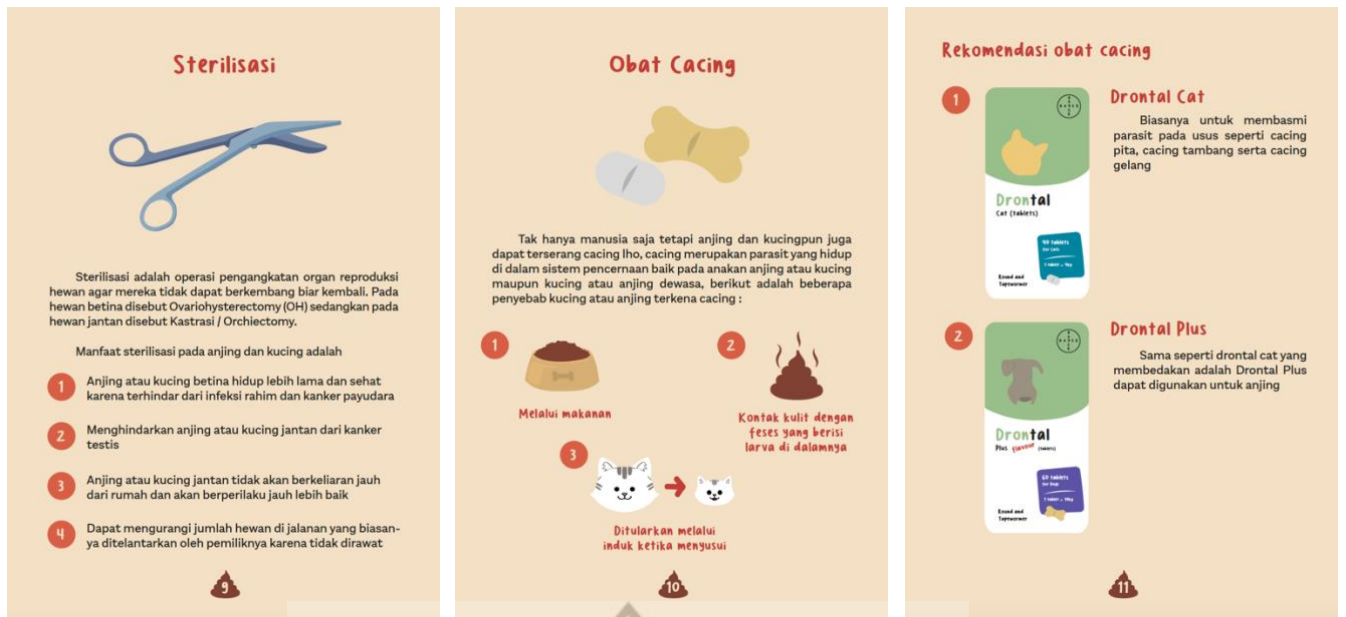 Sterilisasi
Sterilisasi adalah operasi pengangkatan organ reproduksi
hewan agar mereka tidak dapat berkembang biar kembali. Pada
hewan betina disebut Ovariohysterectomy (OH) sedangkan pada
hewan jantan disebut Kastrasi / Orchiectomy.
Manfaat sterilisasi pada anjing dan kucing adalah
1
Anjing atau kucing betina hidup lebih lama dan sehat
karena terhindar dari infeksi rahim dan kanker payudara
2
Menghindarkan anjing atau kucing jantan dari kanker
testis
3
Anjing atau kucing jantan tidak akan berkeliaran jauh
dari rumah dan akan berperilaku jauh lebih baik
4
Dapat mengurangi jumlah hewan di jalanan yang biasan-
ya ditelantarkan oleh pemiliknya karena tidak dirawat
9
Obat Cacing
Tak hanya manusia saja tetapi anjing dan kucingpun juga
dapat terserang cacing lho, cacing merupakan parasit yang hidup
di dalam sistem pencernaan baik pada anakan anjing atau kucing
maupun kucing atau anjing dewasa, berikut adalah beberapa
penyebab kucing atau anjing terkena cacing :
1
Melalui makanan
2
Kontak kulit dengan
feses yang berisi
larva di dalamnya
3
Ditularkan melalui
induk ketika menyusui
10
Rekomendasi obat cacing
1
Drontal Cat
Biasanya untuk membasmi
parasit pada usus seperti cacing
pita, cacing tambang serta cacing
gelang
Drontal
Cat (tablets)
2
Drontal Plus
Sama seperti drontal cat yang
membedakan adalah Drontal Plus
dapat digunakan untuk anjing
Drontal
Plus flavour (tablets)
60 tablets
for Dogs
11